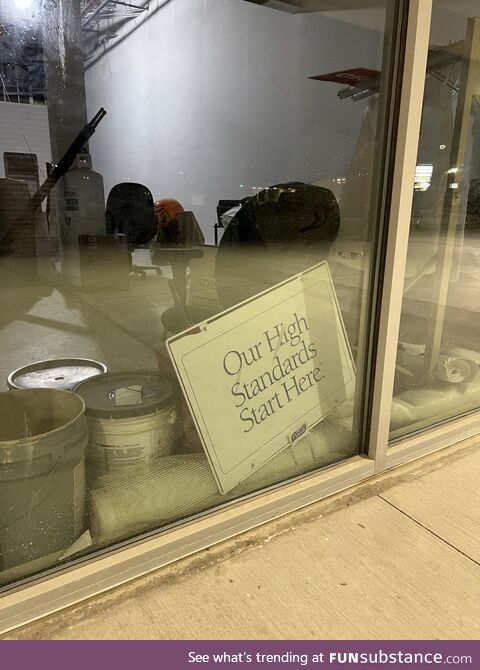 Our High
Standards
Start Here.
See what's trending at FUNsubstance.com